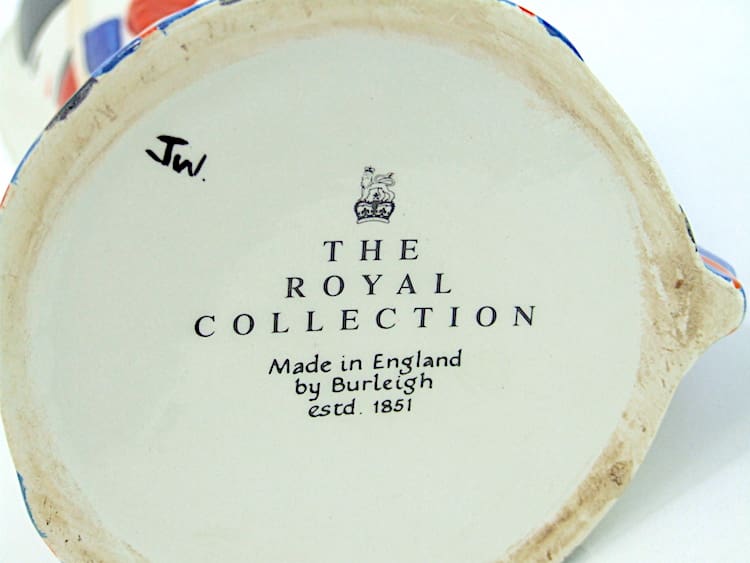 JW.
THE
ROYAL
COLLECTION
Made in England
by Burleigh
estd. 1851